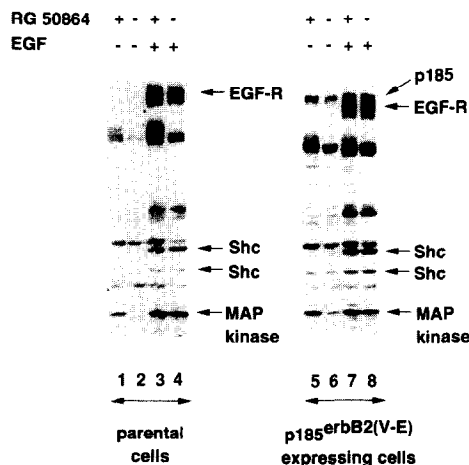 RG 50864 + - + - + - + -
EGF - - + + - - + +
EGF-R
p185
EGF-R
Shc
Shc
MAP
kinase
Shc
Shc
MAP
kinase
1 2 3 4
5 6 7 8
parental
cells
p185erbB2(V-E)
expressing cells